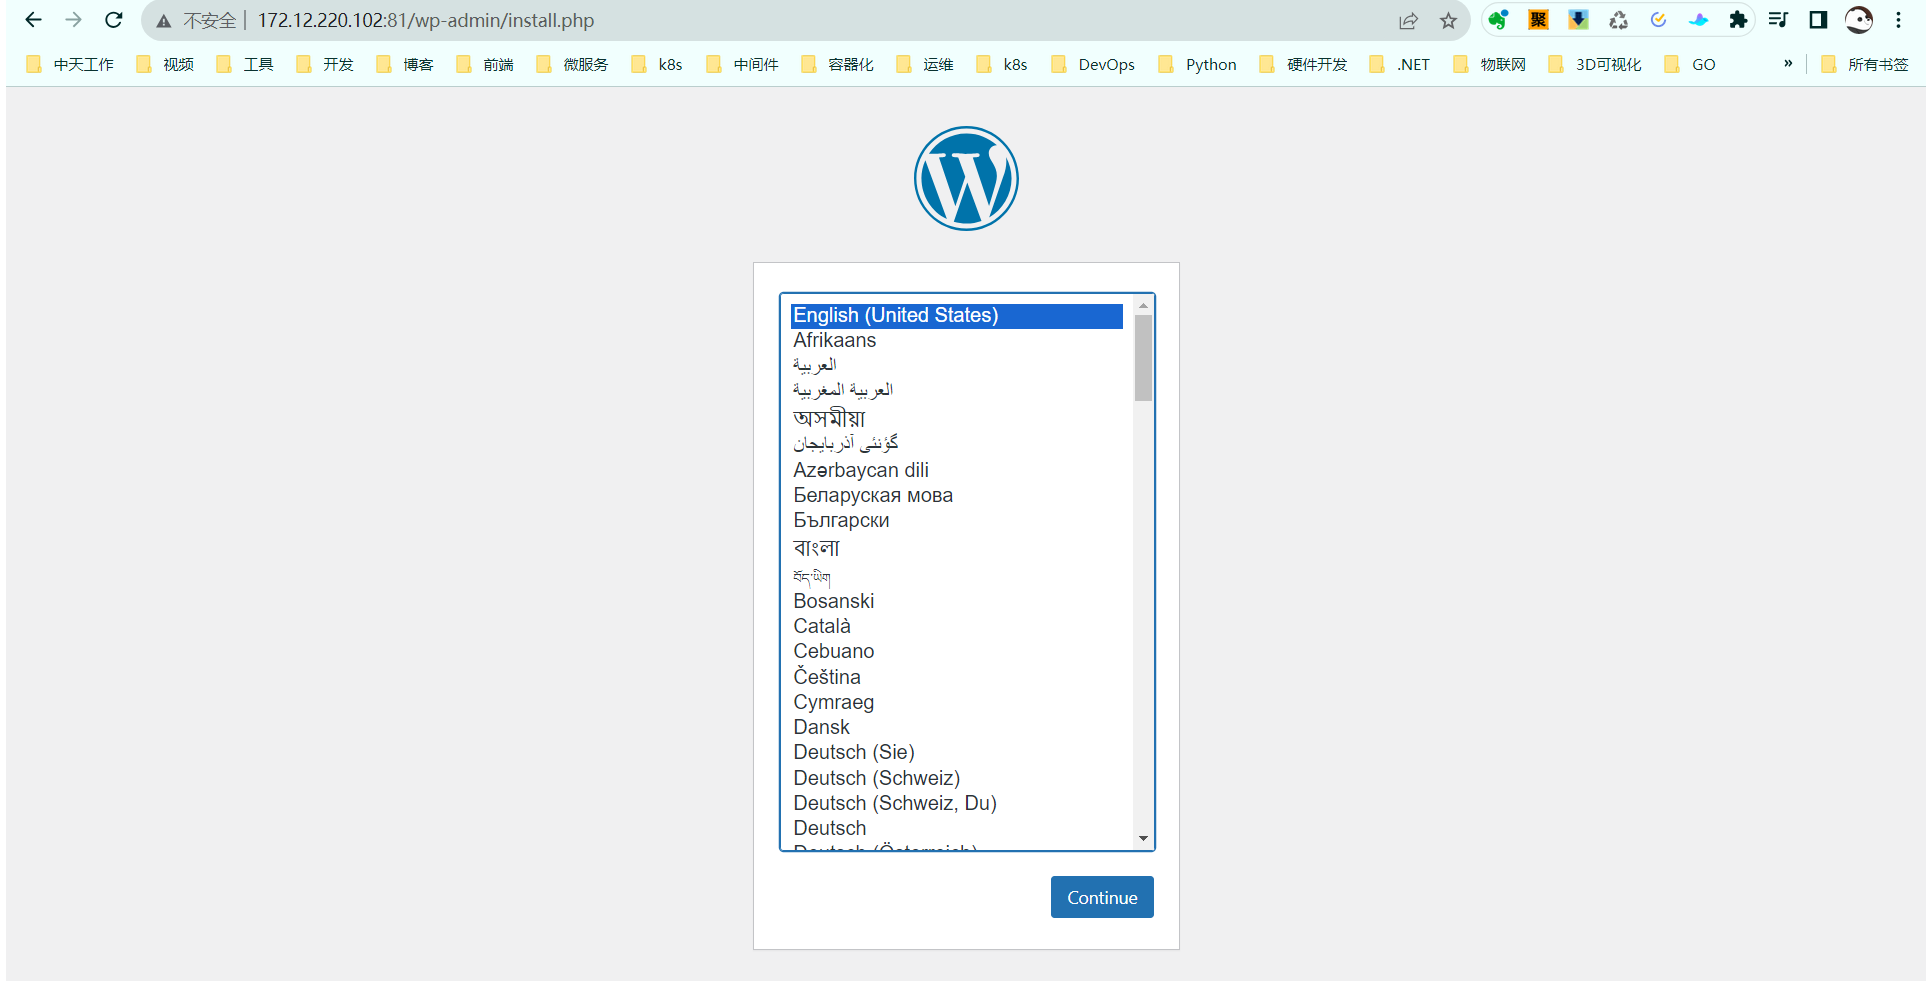 不安全 172.12.220.102:81/wp-admin/install.php
聚
中天工作 视频 工具 开发 博客 前端 微服务 k8s 中间件 容器化 运维 k8s DevOps Python 硬件开发 .NET 物联网 3D可视化 GO » 所有书签
English (United States)
Afrikaans
العربية
العربية المغربية
অসমীয়া
گؤنئی آذربایجان
Azərbaycan dili
Беларуская мова
Български
বাংলা
བོད་ཡིག
Bosanski
Català
Cebuano
Čeština
Cymraeg
Dansk
Deutsch (Sie)
Deutsch (Schweiz)
Deutsch (Schweiz, Du)
Deutsch
Deutsch (Österreich)
Continue